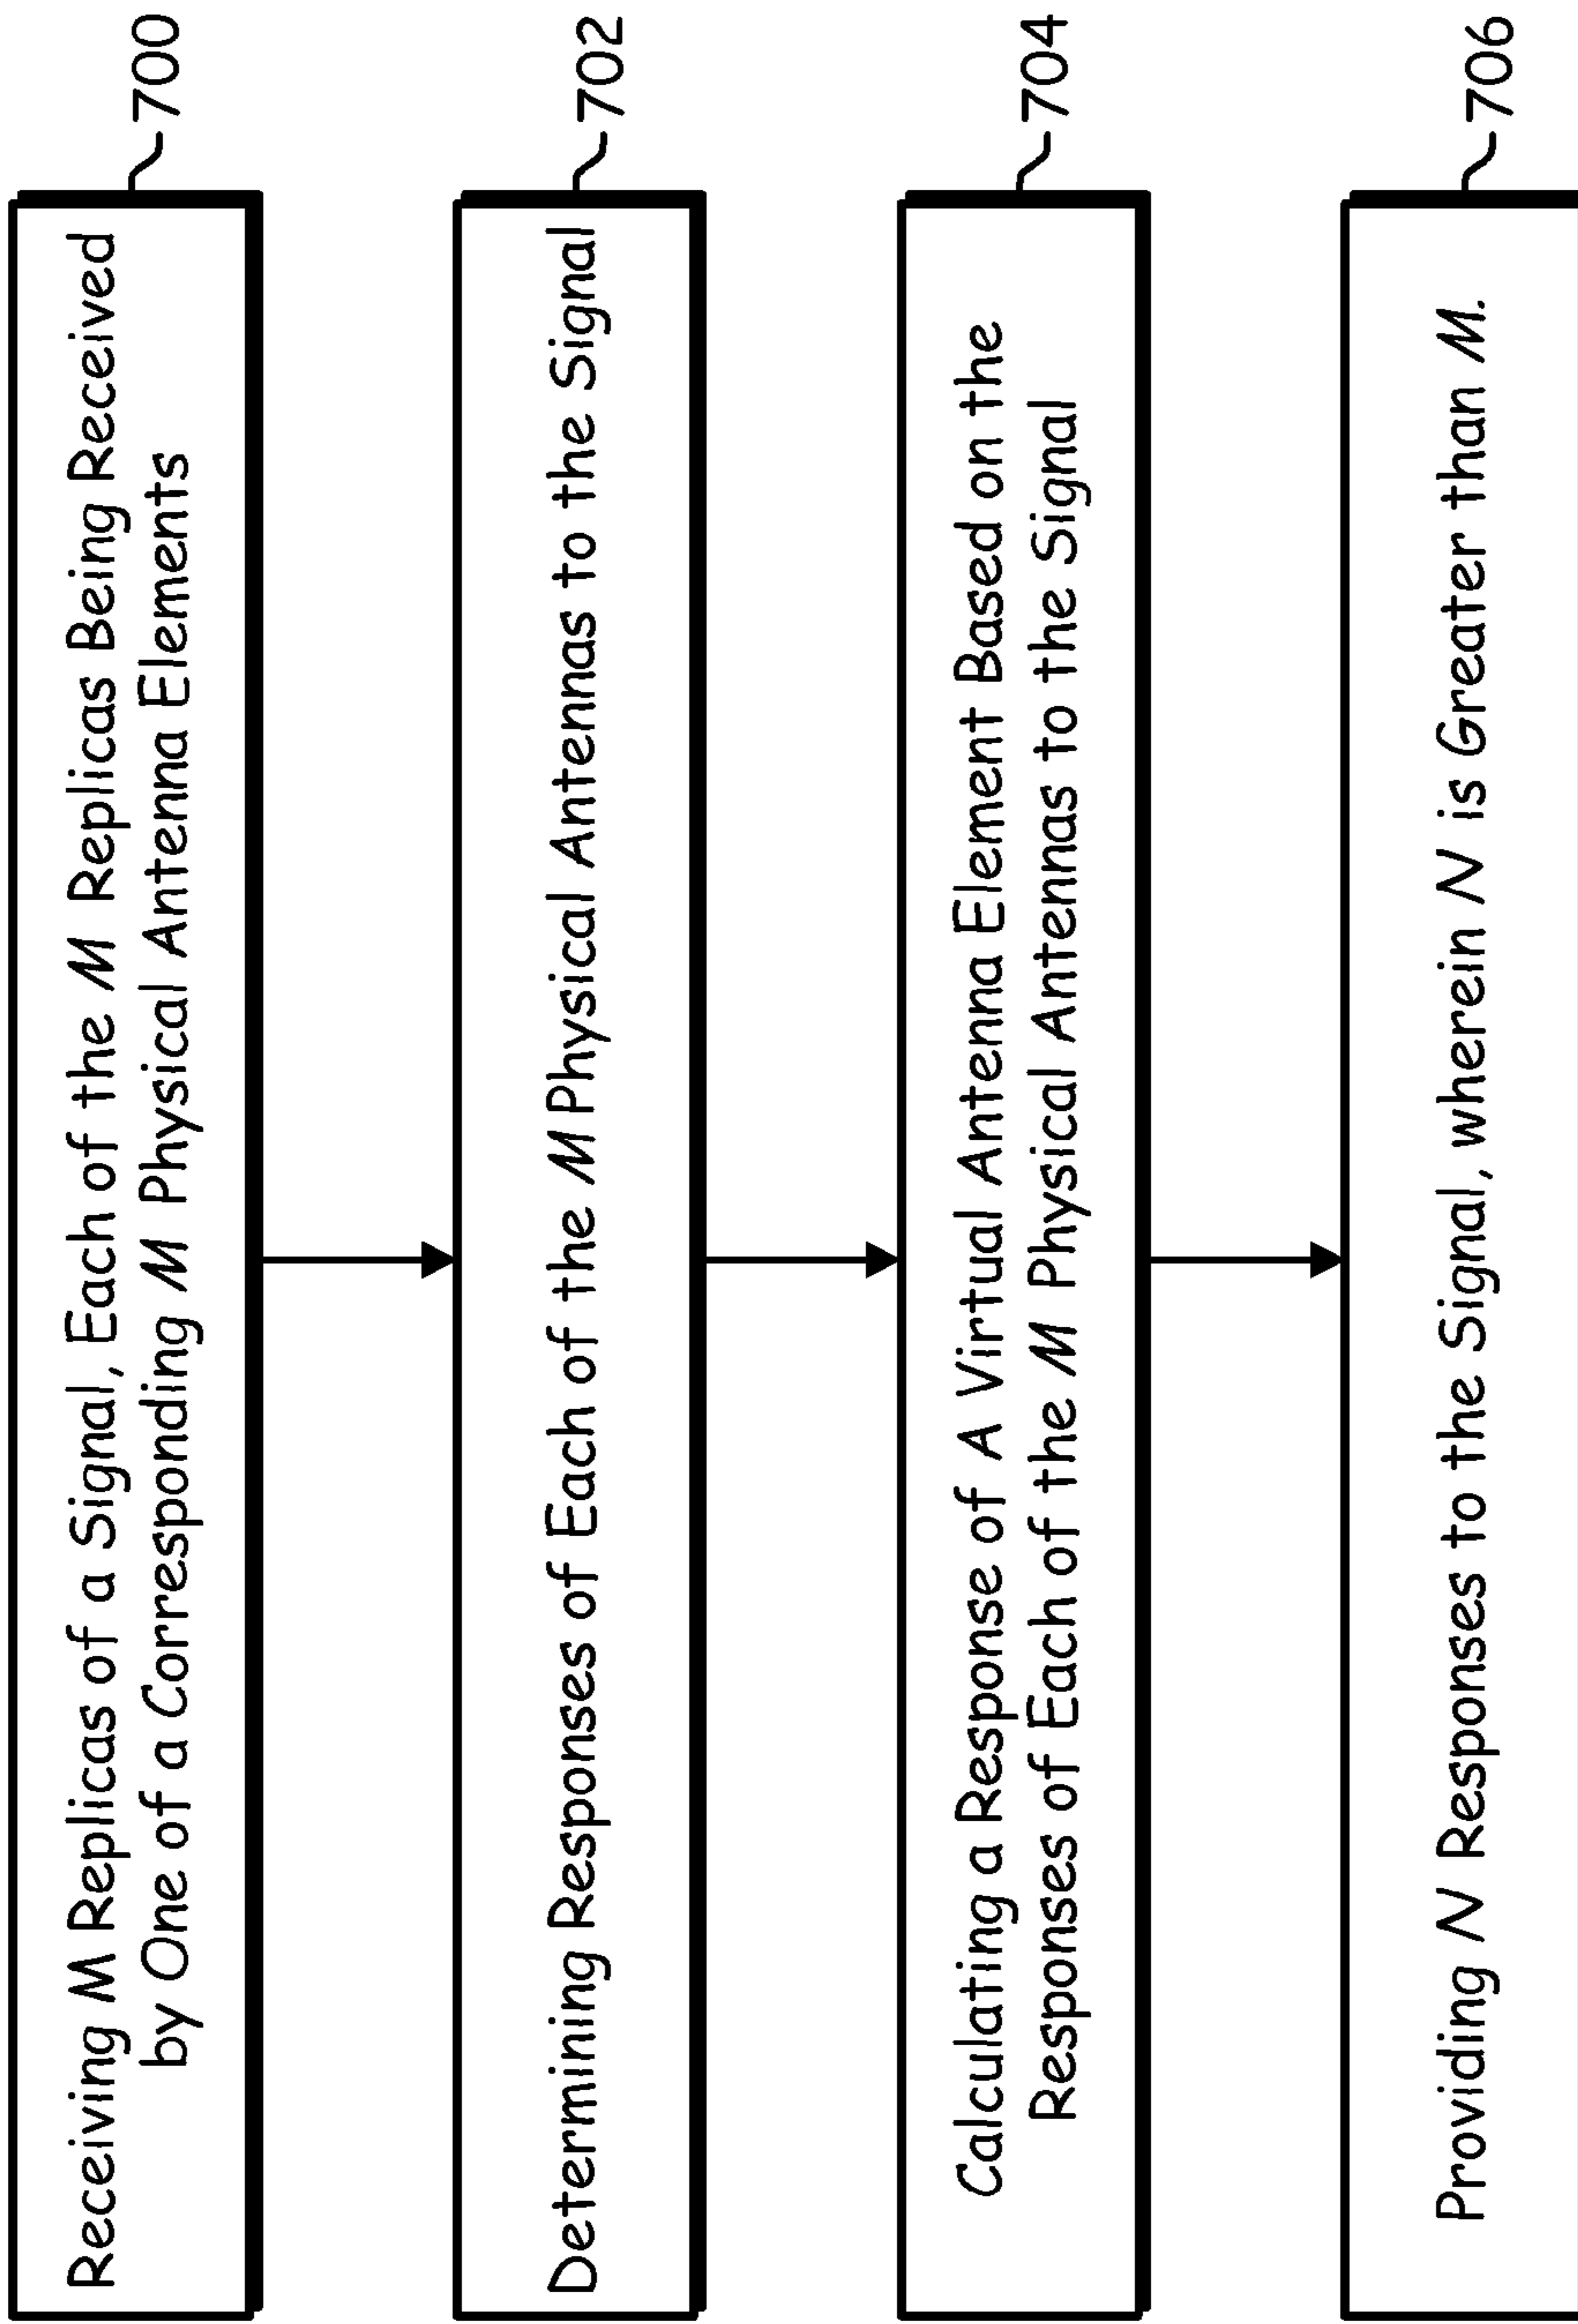 Receiving M Replicas of a Signal, Each of the M Replicas Being Received
by One of a Corresponding M Physical Antenna Elements
700
Determining Responses of Each of the M Physical Antennas to the Signal
702
Calculating a Response of A Virtual Antenna Element Based on the
Responses of Each of the M Physical Antennas to the Signal
704
Providing N Responses to the Signal, wherein N is Greater than M.
706